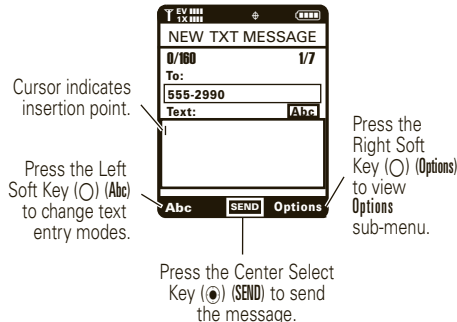 EV
1X
NEW TXT MESSAGE
0/160 1/7
To:
555-2990
Text: Abc
Cursor indicates
insertion point.
Press the Left
Soft Key (○) (Abc)
to change text
entry modes.
Abc SEND Options
Press the
Right Soft
Key (○) (Options)
to view
Options
sub-menu.
Press the Center Select
Key (◉) (SEND) to send
the message.